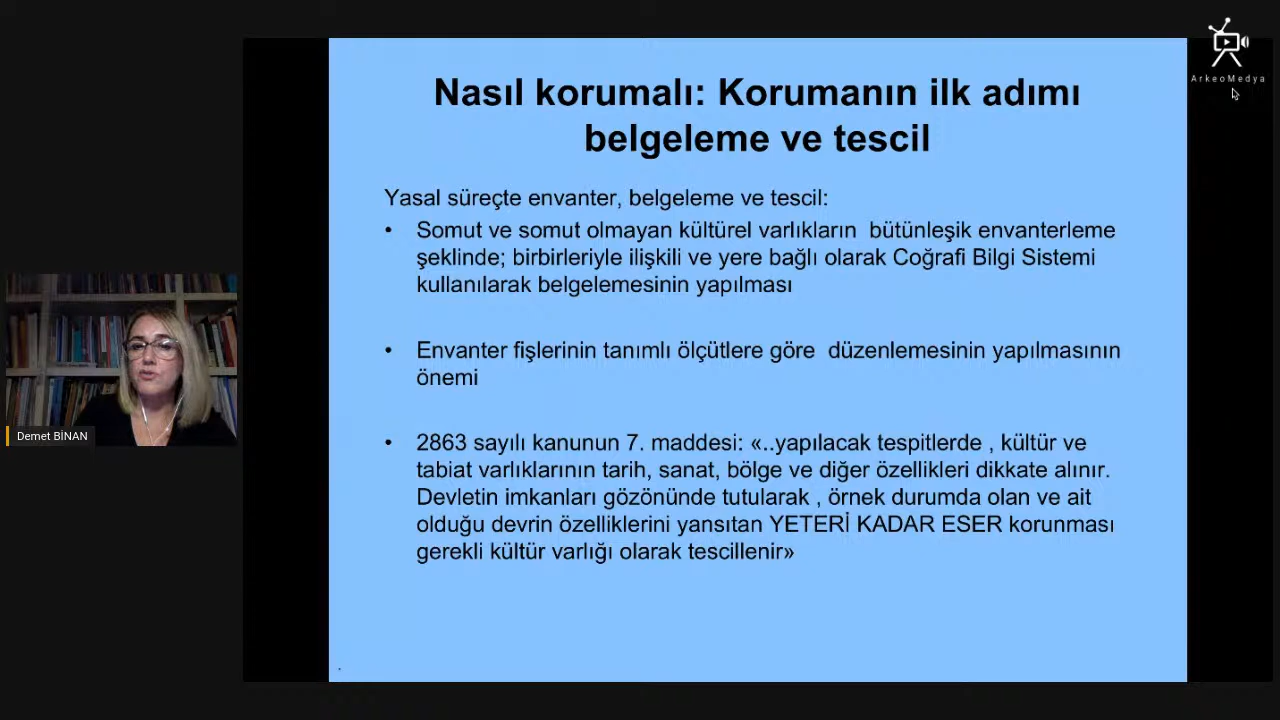 ArkeoMedya
Nasıl korumalı: Korumanın ilk adımı
belgeleme ve tescil
Yasal süreçte envanter, belgeleme ve tescil:
• Somut ve somut olmayan kültürel varlıkların  bütünleşik envanterleme
şeklinde; birbirleriyle ilişkili ve yere bağlı olarak Coğrafi Bilgi Sistemi
kullanılarak belgelemesinin yapılması
• Envanter fişlerinin tanımlı ölçütlere göre  düzenlemesinin yapılmasının
önemi
• 2863 sayılı kanunun 7. maddesi: «..yapılacak tespitlerde , kültür ve
tabiat varlıklarının tarih, sanat, bölge ve diğer özellikleri dikkate alınır.
Devletin imkanları gözönünde tutularak , örnek durumda olan ve ait
olduğu devrin özelliklerini yansıtan YETERİ KADAR ESER korunması
gerekli kültür varlığı olarak tescillenir»
Demet BİNAN